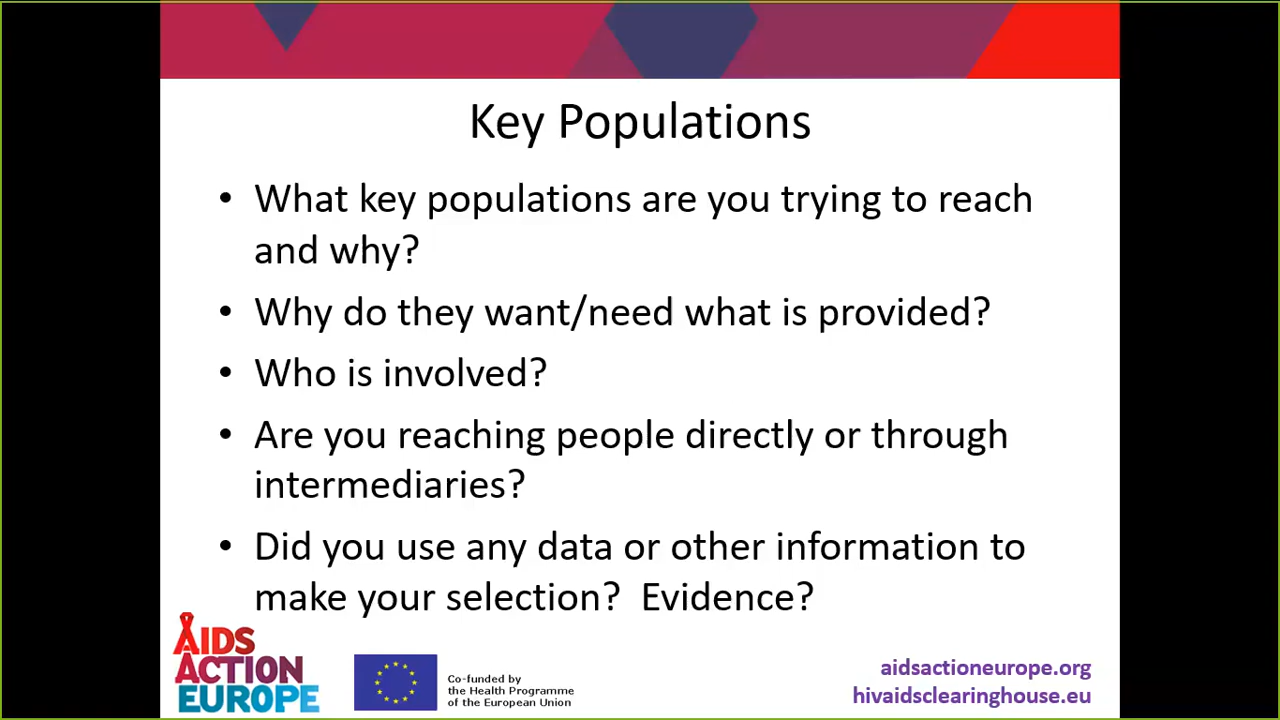 Key Populations
• What key populations are you trying to reach
and why?
• Why do they want/need what is provided?
• Who is involved?
• Are you reaching people directly or through
intermediaries?
• Did you use any data or other information to
make your selection?  Evidence?
AIDS
ACTION
EUROPE
Co-funded by
the Health Programme
of the European Union
aidsactioneurope.org
hivaidsclearinghouse.eu